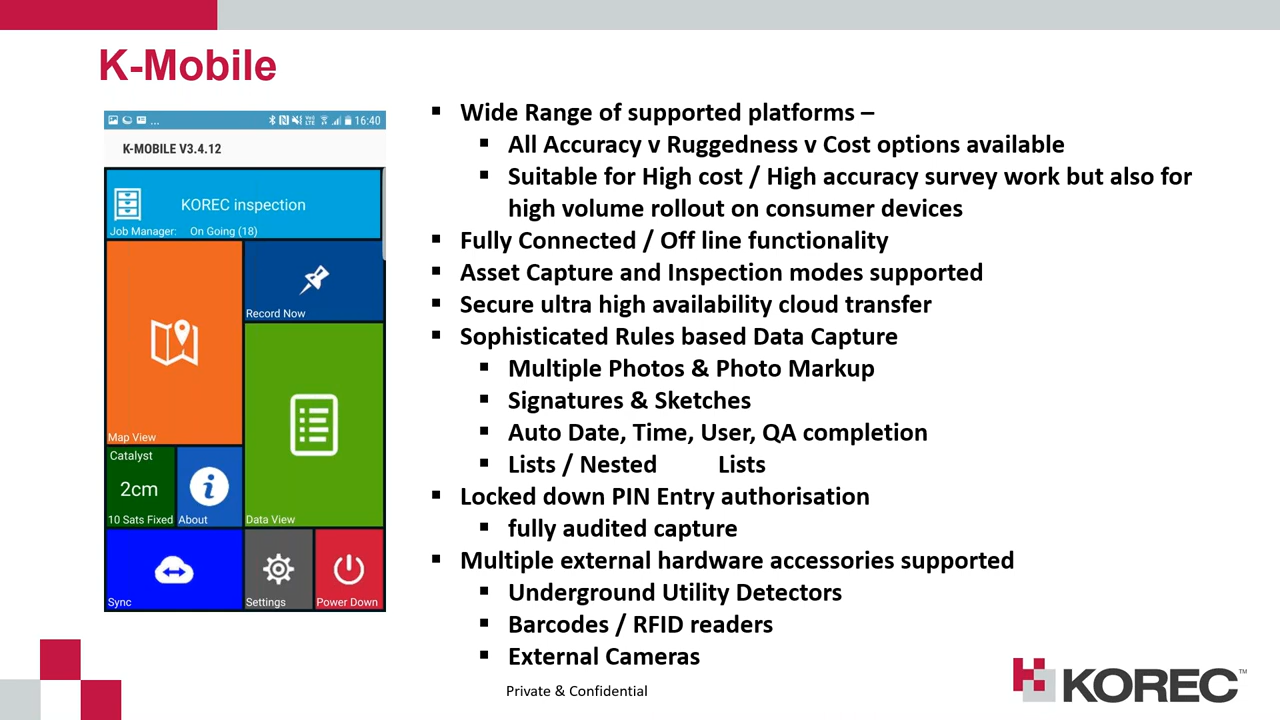 K-Mobile
... 16:40
K-MOBILE V3.4.12
KOREC inspection
Job Manager: On Going (18)
Record Now
Map View
Catalyst
2cm
10 Sats Fixed
About
Data View
Sync
Settings
Power Down
▪ Wide Range of supported platforms –
▪ All Accuracy v Ruggedness v Cost options available
▪ Suitable for High cost / High accuracy survey work but also for
high volume rollout on consumer devices
▪ Fully Connected / Off line functionality
▪ Asset Capture and Inspection modes supported
▪ Secure ultra high availability cloud transfer
▪ Sophisticated Rules based Data Capture
▪ Multiple Photos & Photo Markup
▪ Signatures & Sketches
▪ Auto Date, Time, User, QA completion
▪ Lists / Nested Lists
▪ Locked down PIN Entry authorisation
▪ fully audited capture
▪ Multiple external hardware accessories supported
▪ Underground Utility Detectors
▪ Barcodes / RFID readers
▪ External Cameras
Private & Confidential
KOREC™